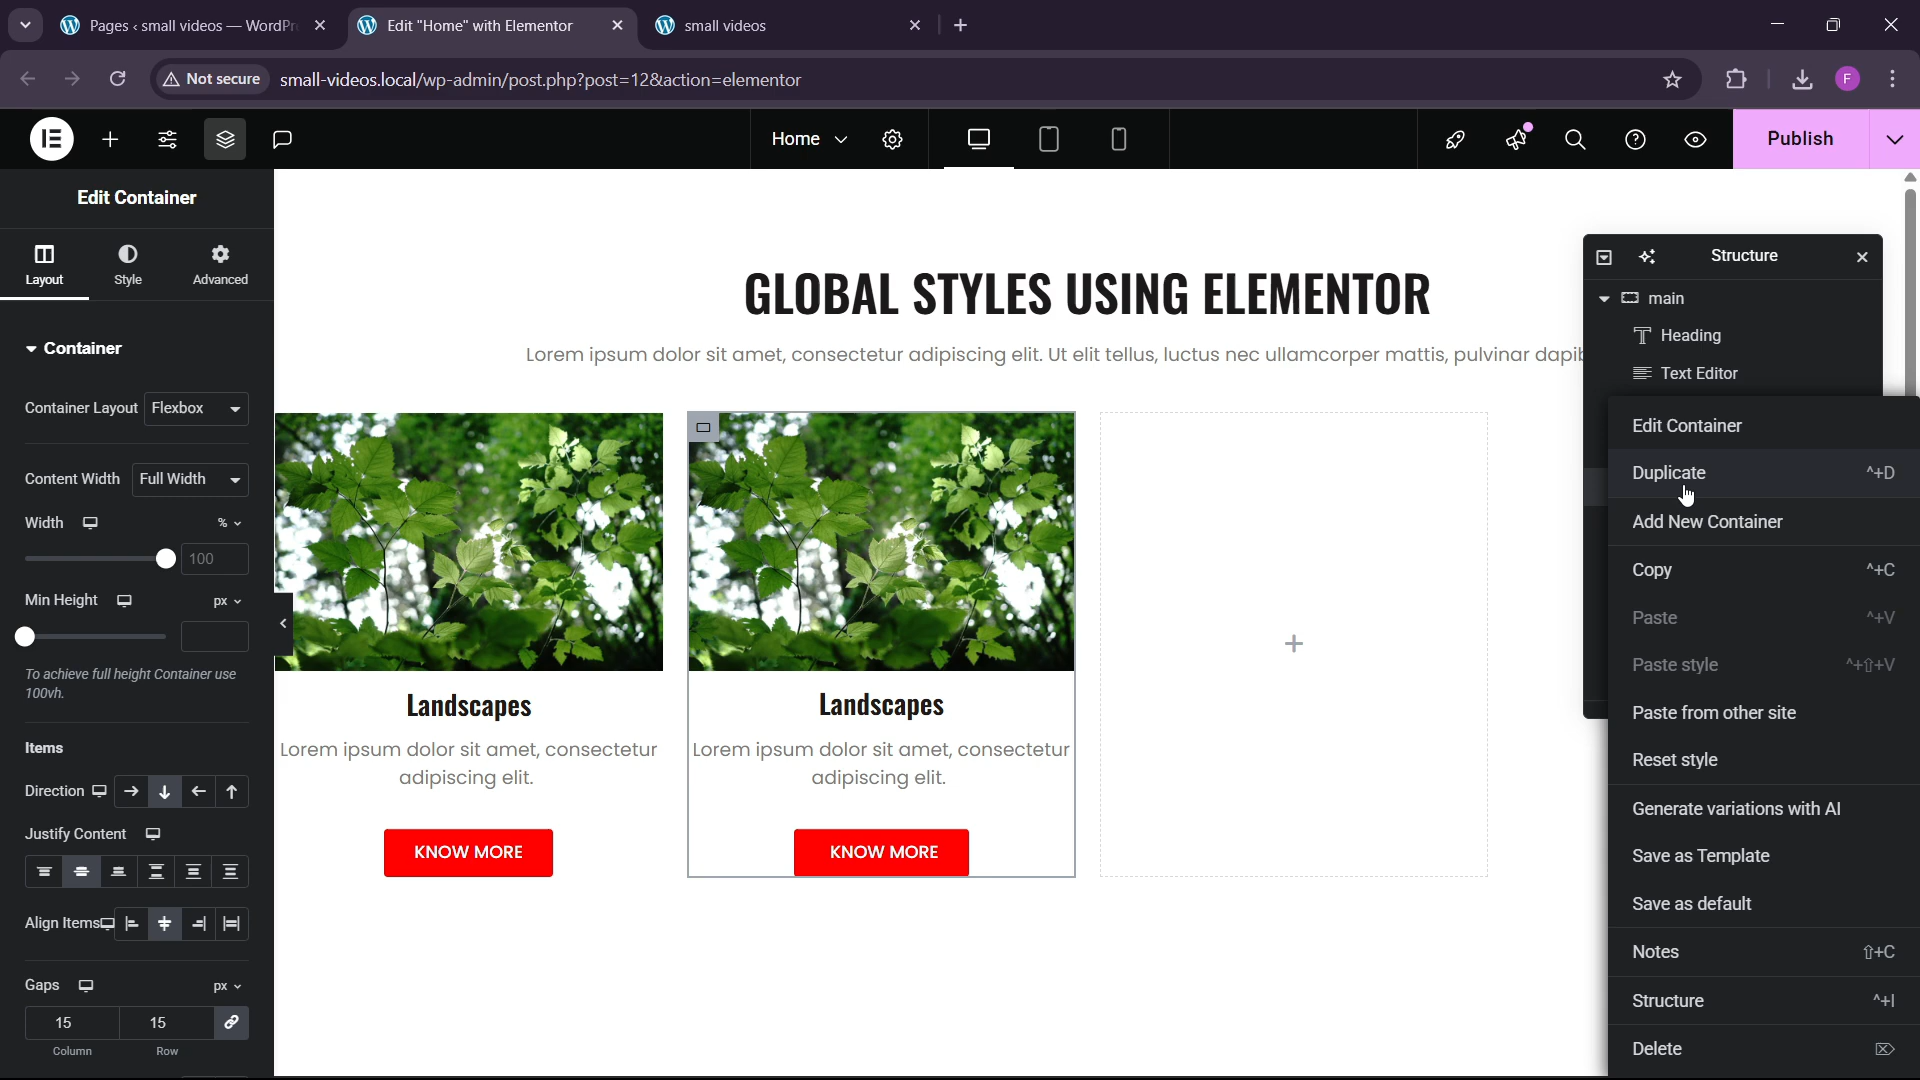 Pages ‹ small videos — WordPr
Edit "Home" with Elementor
small videos
Not secure
small-videos.local/wp-admin/post.php?post=12&action=elementor
F
Home
Publish
Edit Container
Layout
Style
Advanced
Container
Container Layout
Flexbox
Content Width
Full Width
Width
%
100
Min Height
px
To achieve full height Container use
100vh.
Items
Direction
Justify Content
Align Items
Gaps
px
15
15
Column
Row
GLOBAL STYLES USING ELEMENTOR
Lorem ipsum dolor sit amet, consectetur adipiscing elit. Ut elit tellus, luctus nec ullamcorper mattis, pulvinar dapib
Landscapes
Lorem ipsum dolor sit amet, consectetur
adipiscing elit.
KNOW MORE
Landscapes
Lorem ipsum dolor sit amet, consectetur
adipiscing elit.
KNOW MORE
Structure
main
Heading
Text Editor
Edit Container
Duplicate ^+D
Add New Container
Copy ^+C
Paste ^+V
Paste style ^+⇧+V
Paste from other site
Reset style
Generate variations with AI
Save as Template
Save as default
Notes ⇧+C
Structure ^+I
Delete ⌦